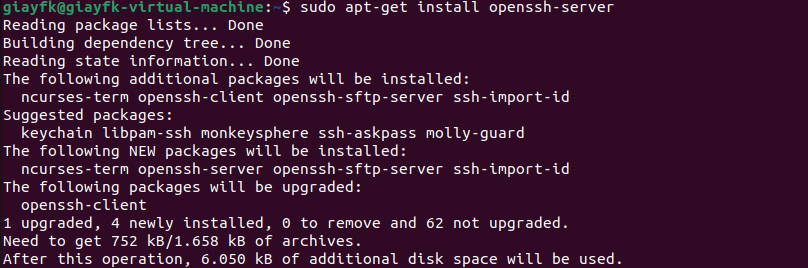 giayfk@giayfk-virtual-machine:~$ sudo apt-get install openssh-server
Reading package lists... Done
Building dependency tree... Done
Reading state information... Done
The following additional packages will be installed:
  ncurses-term openssh-client openssh-sftp-server ssh-import-id
Suggested packages:
  keychain libpam-ssh monkeysphere ssh-askpass molly-guard
The following NEW packages will be installed:
  ncurses-term openssh-server openssh-sftp-server ssh-import-id
The following packages will be upgraded:
  openssh-client
1 upgraded, 4 newly installed, 0 to remove and 62 not upgraded.
Need to get 752 kB/1.658 kB of archives.
After this operation, 6.050 kB of additional disk space will be used.